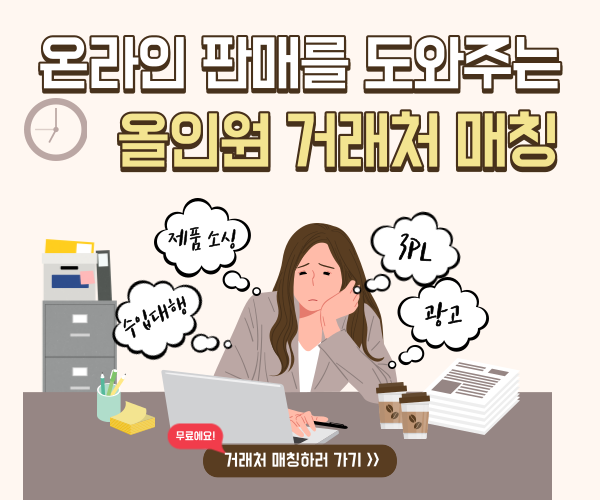 온라인 판매를 도와주는
올인원 거래처 매칭
제품 소싱
3PL
수입대행
광고
무료에요!
거래처 매칭하러 가기 >>